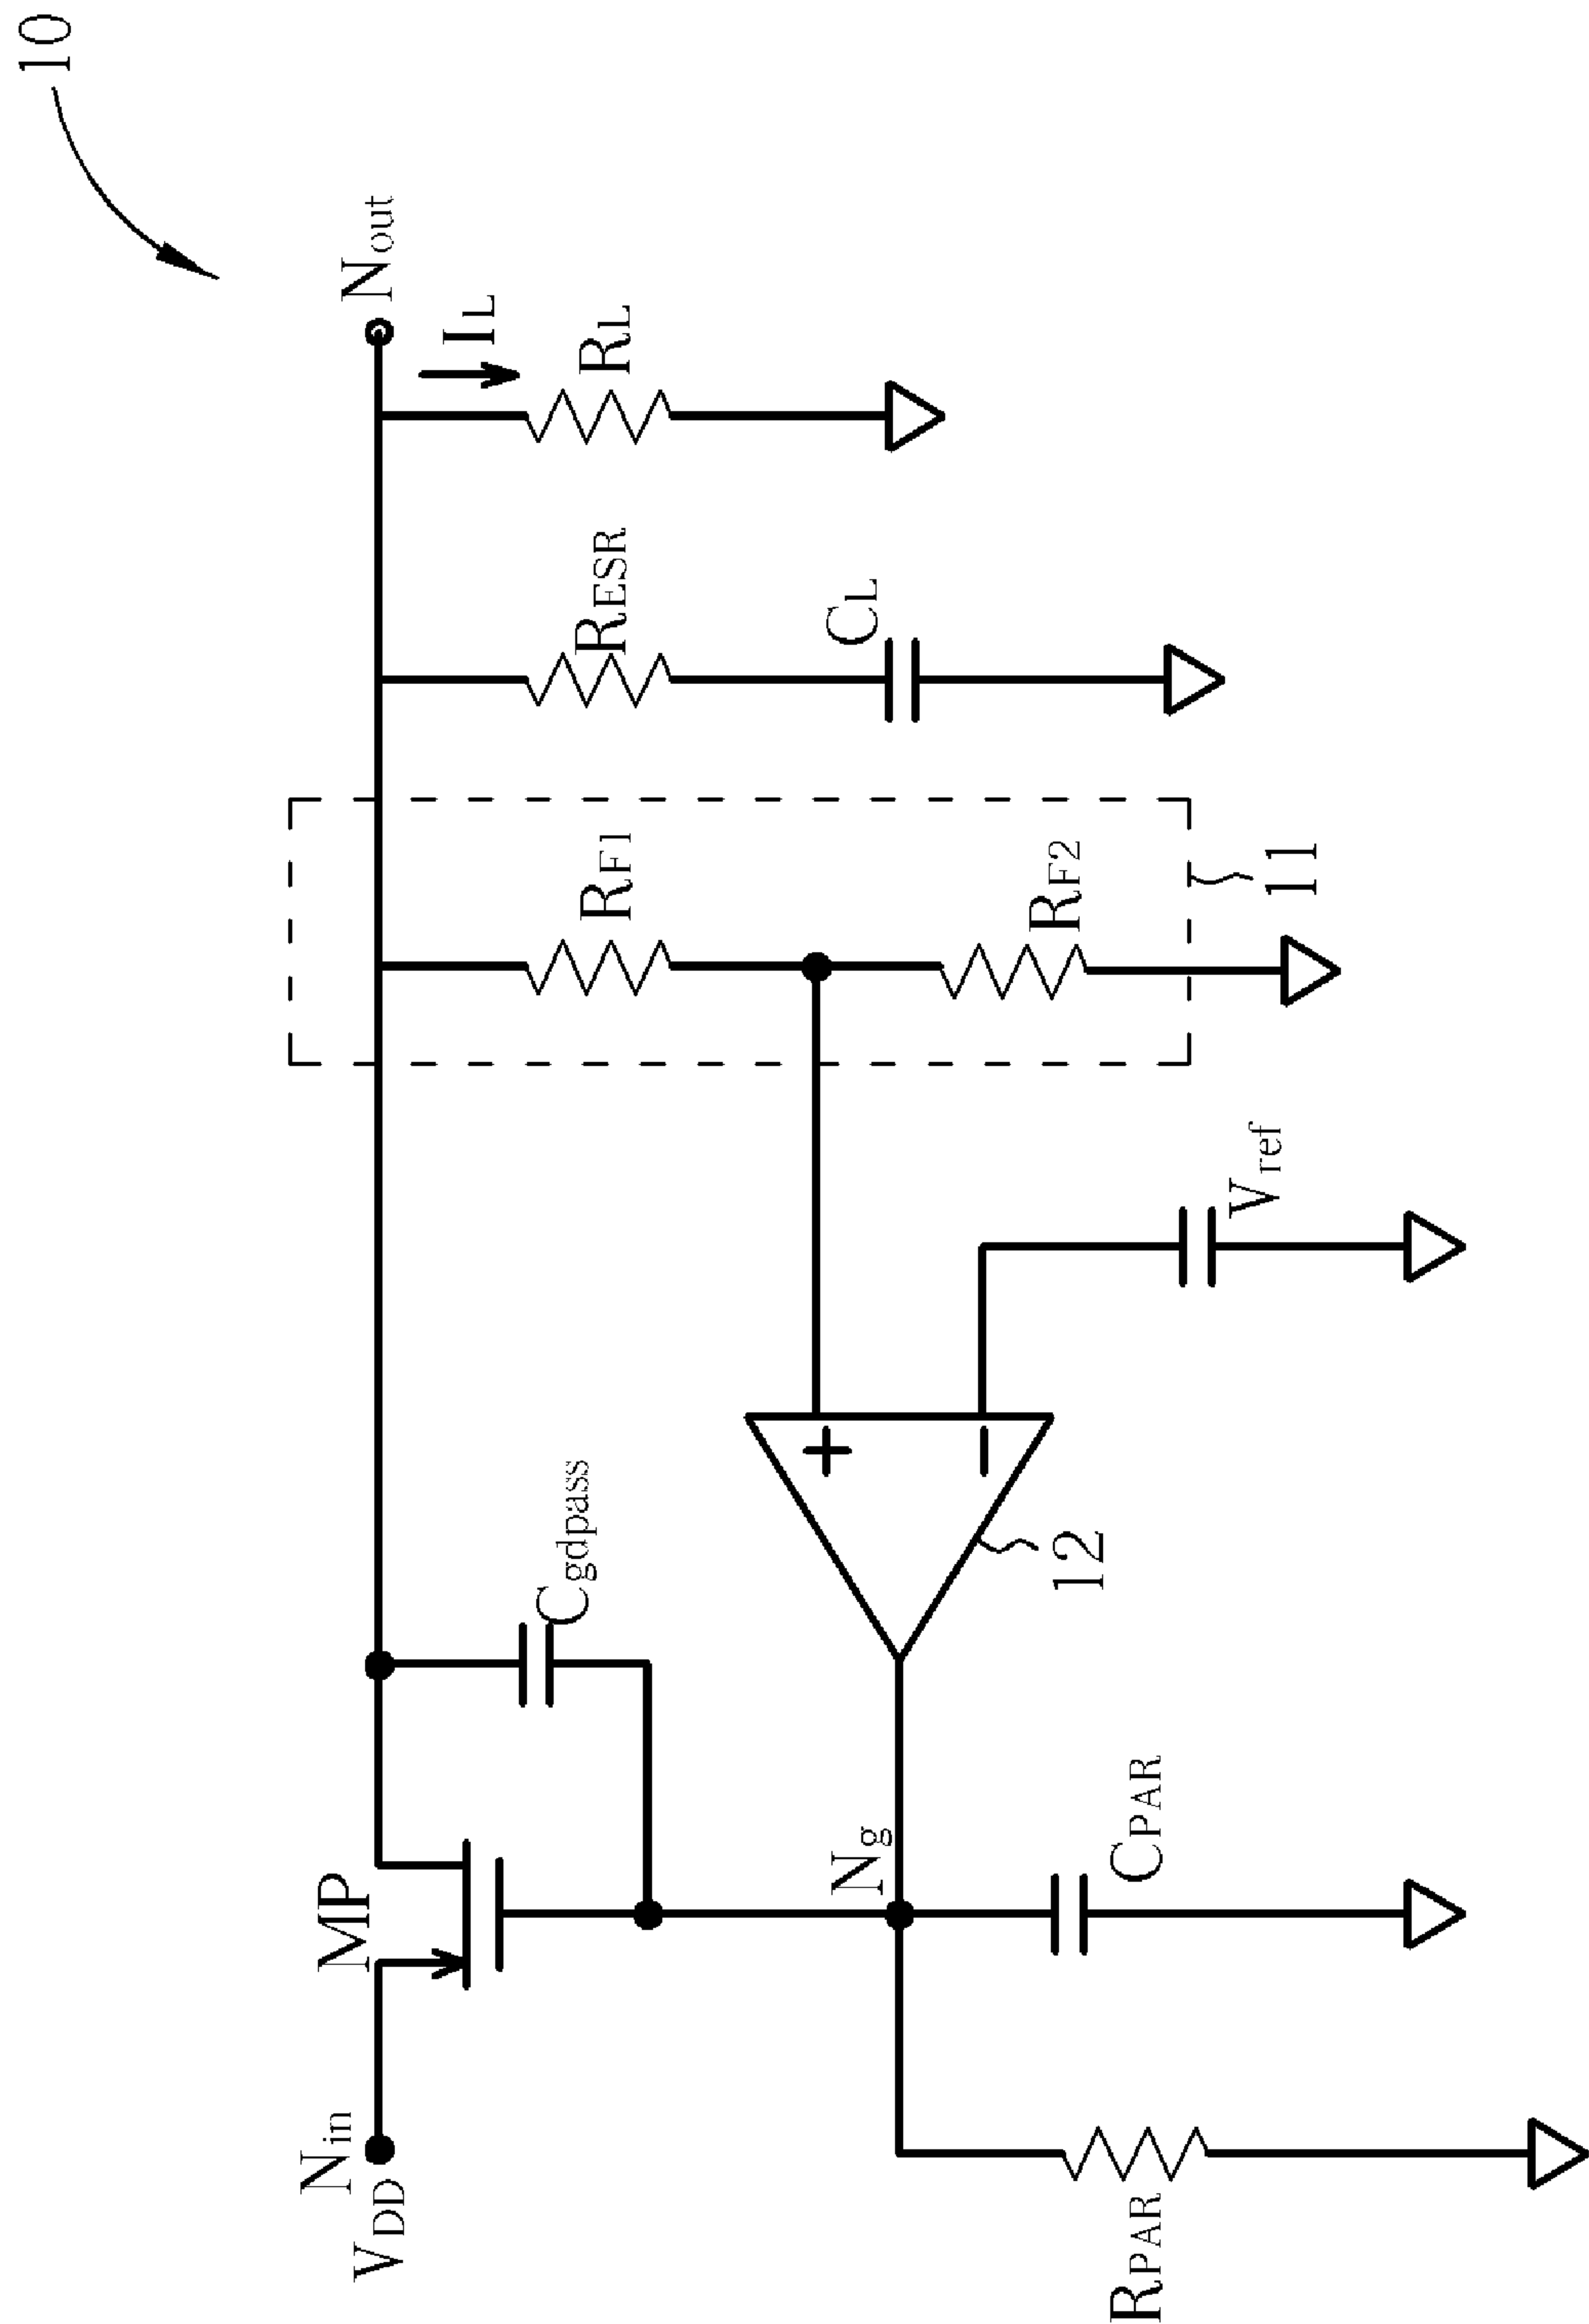 10
Nin
VDD
MP
Cgdpass
Nout
IL
RF1
RESR
RL
Ng
CL
+
−
12
RF2
Vref
11
RPAR
CPAR